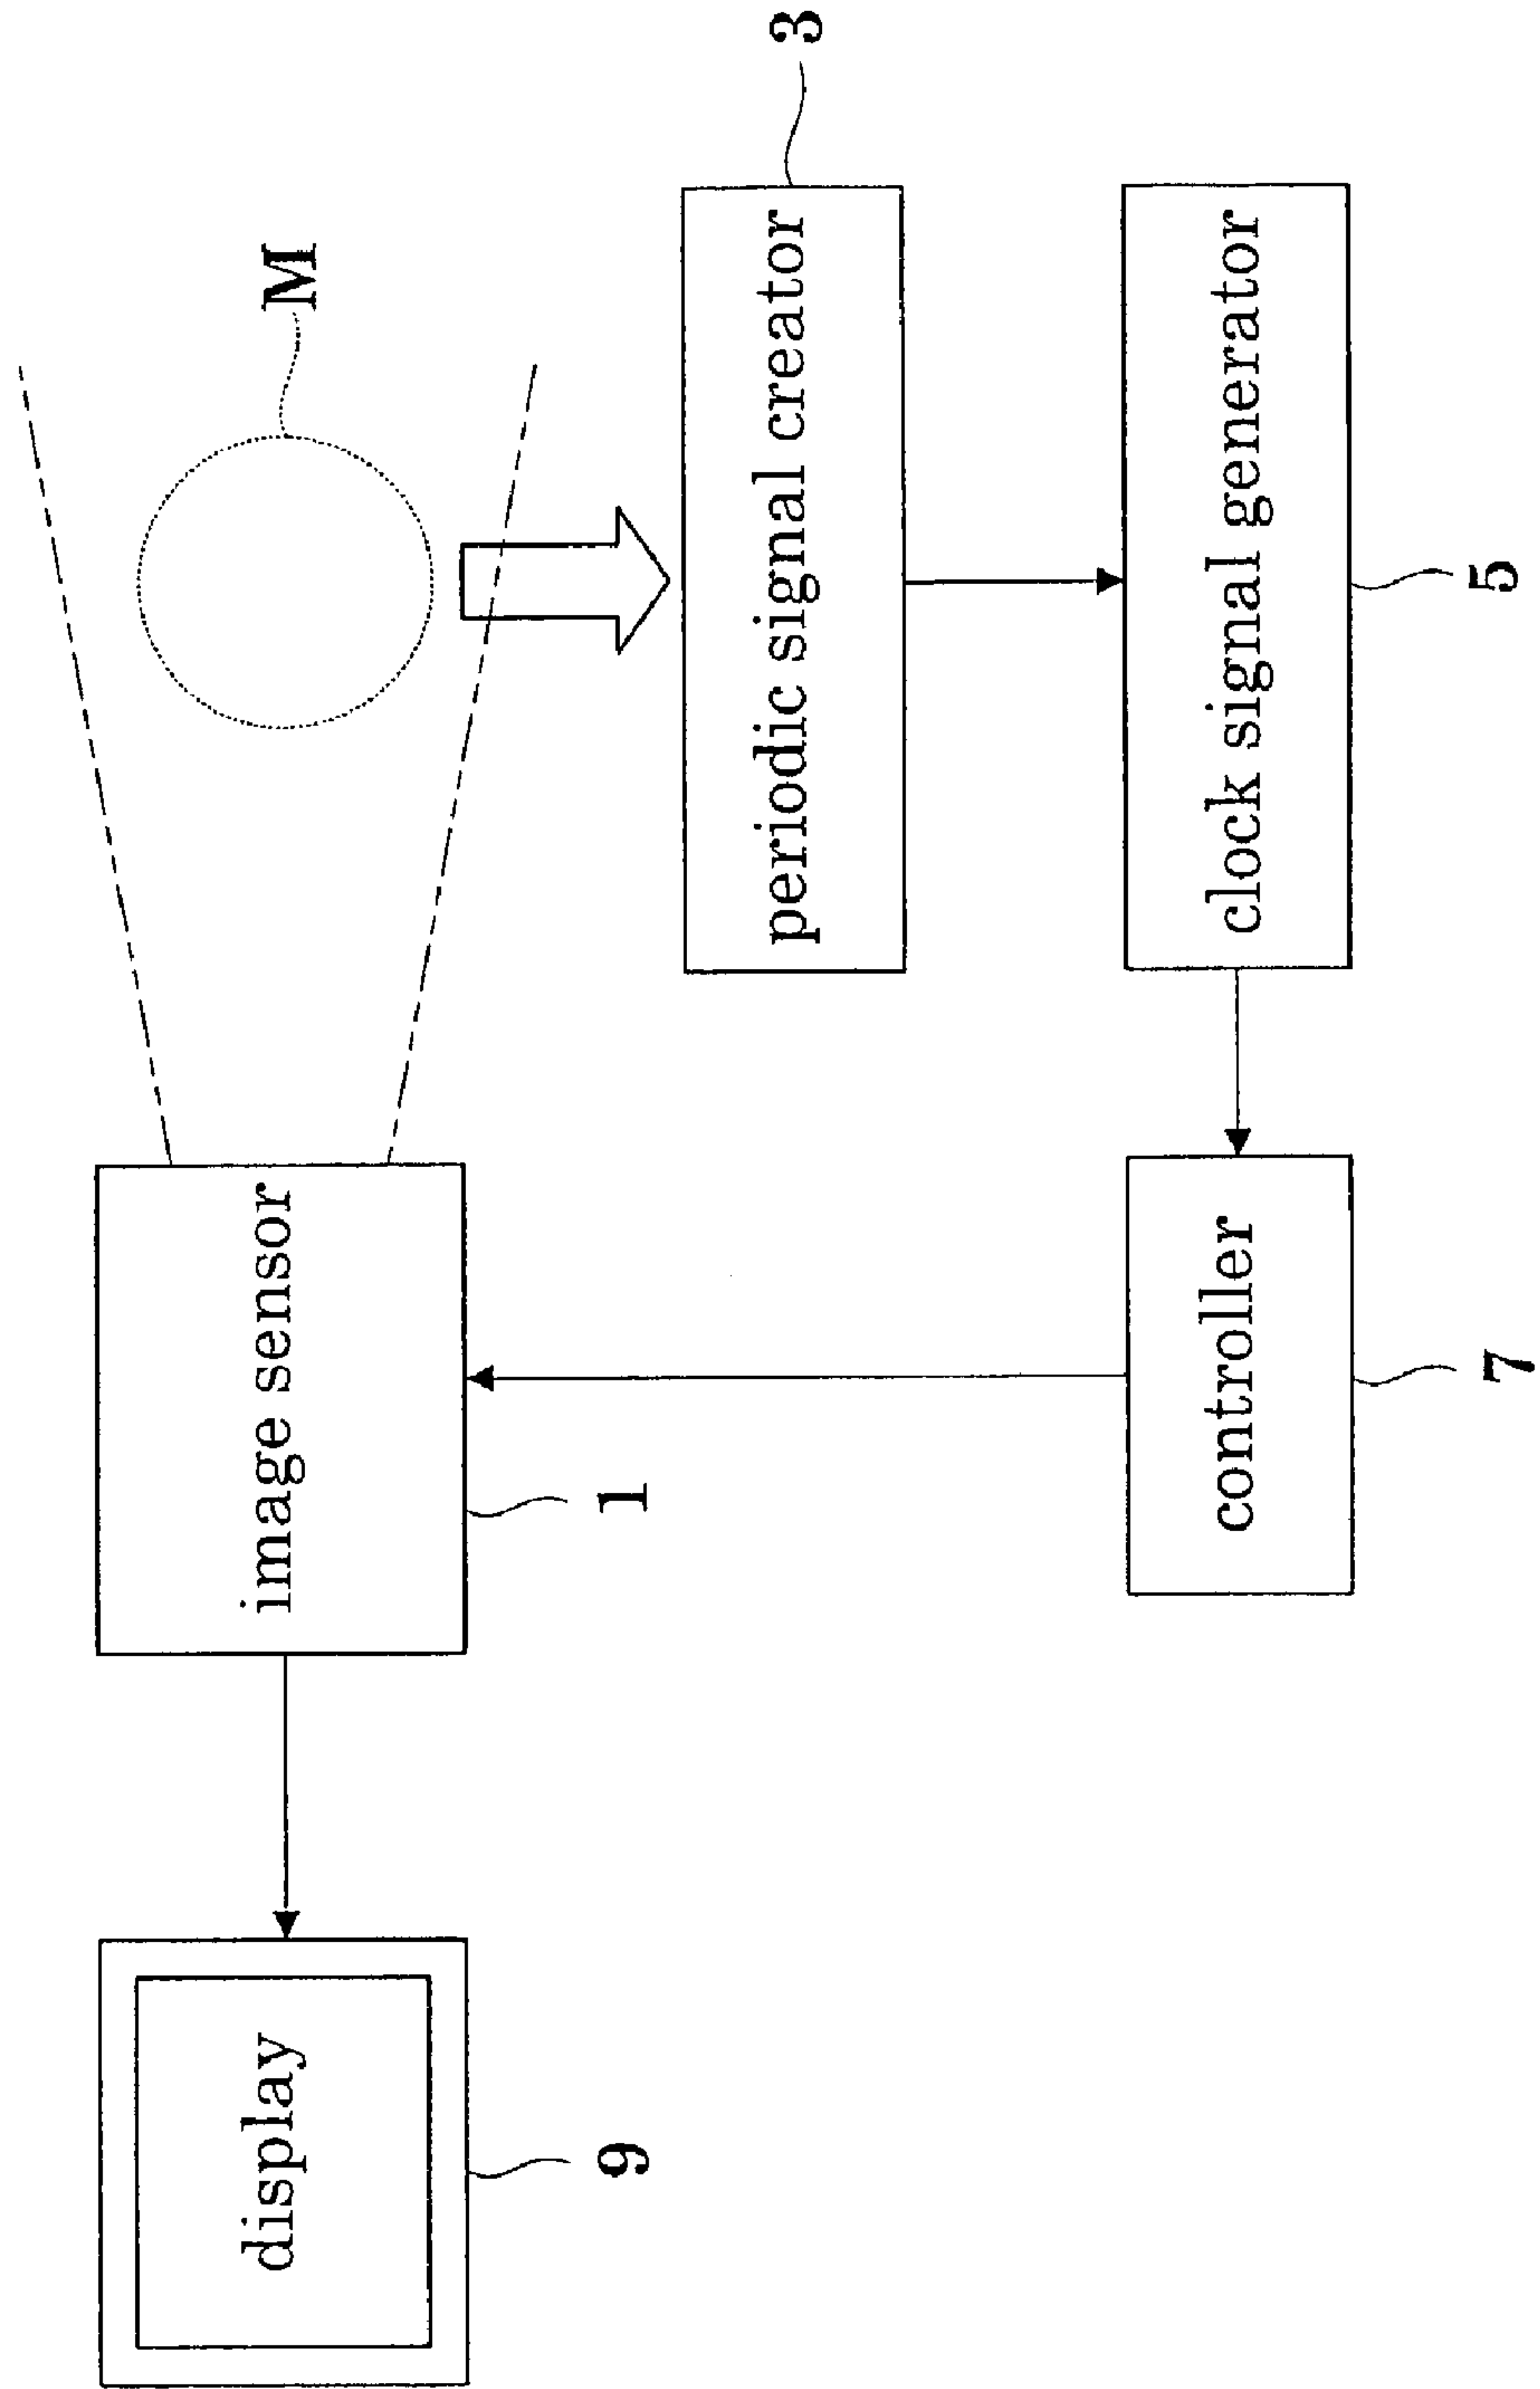 display
9
image sensor
1
M
periodic signal creator
3
controller
7
clock signal generator
5